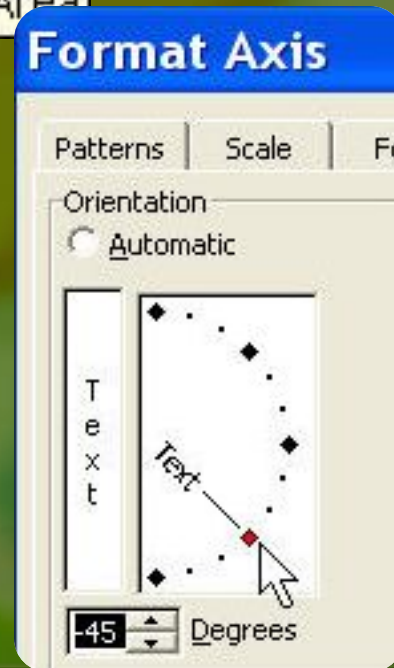 Format Axis
Patterns Scale
Orientation
Automatic
T
e
x
t
Text
-45 Degrees